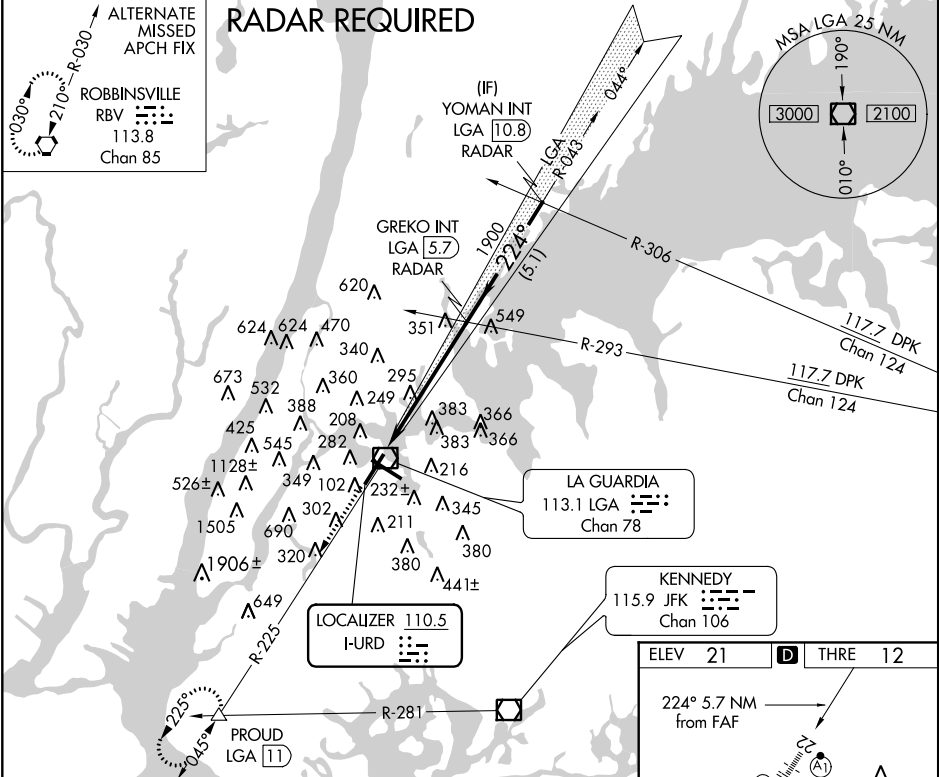 RADAR REQUIRED
ALTERNATE
MISSED
APCH FIX
R-030
030°
210°
ROBBINSVILLE
RBV
113.8
Chan 85
MSA LGA 25 NM
190°
3000
2100
010°
(IF)
YOMAN INT
LGA 10.8
RADAR
044°
LGA
R-043
1900
224°
(5.1)
GREKO INT
LGA 5.7
RADAR
R-306
117.7 DPK
Chan 124
R-293
117.7 DPK
Chan 124
620
351
549
624
624
470
340
673
532
360
249
295
388
208
383
366
383
366
425
545
282
1128±
349
102
216
526±
232±
345
1505
690
302
211
380
320
380
1906±
441±
649
LA GUARDIA
113.1 LGA
Chan 78
KENNEDY
115.9 JFK
Chan 106
LOCALIZER 110.5
I-URD
R-225
R-281
225°
045°
PROUD
LGA 11
ELEV 21
D
THRE 12
224° 5.7 NM
from FAF
22
A1